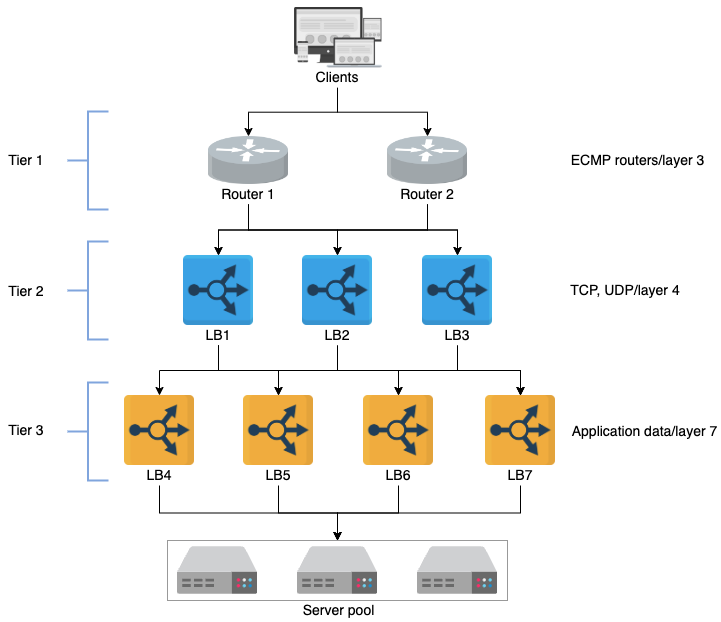 Clients
Tier 1
ECMP routers/layer 3
Router 1
Router 2
Tier 2
TCP, UDP/layer 4
LB1
LB2
LB3
Tier 3
Application data/layer 7
LB4
LB5
LB6
LB7
Server pool